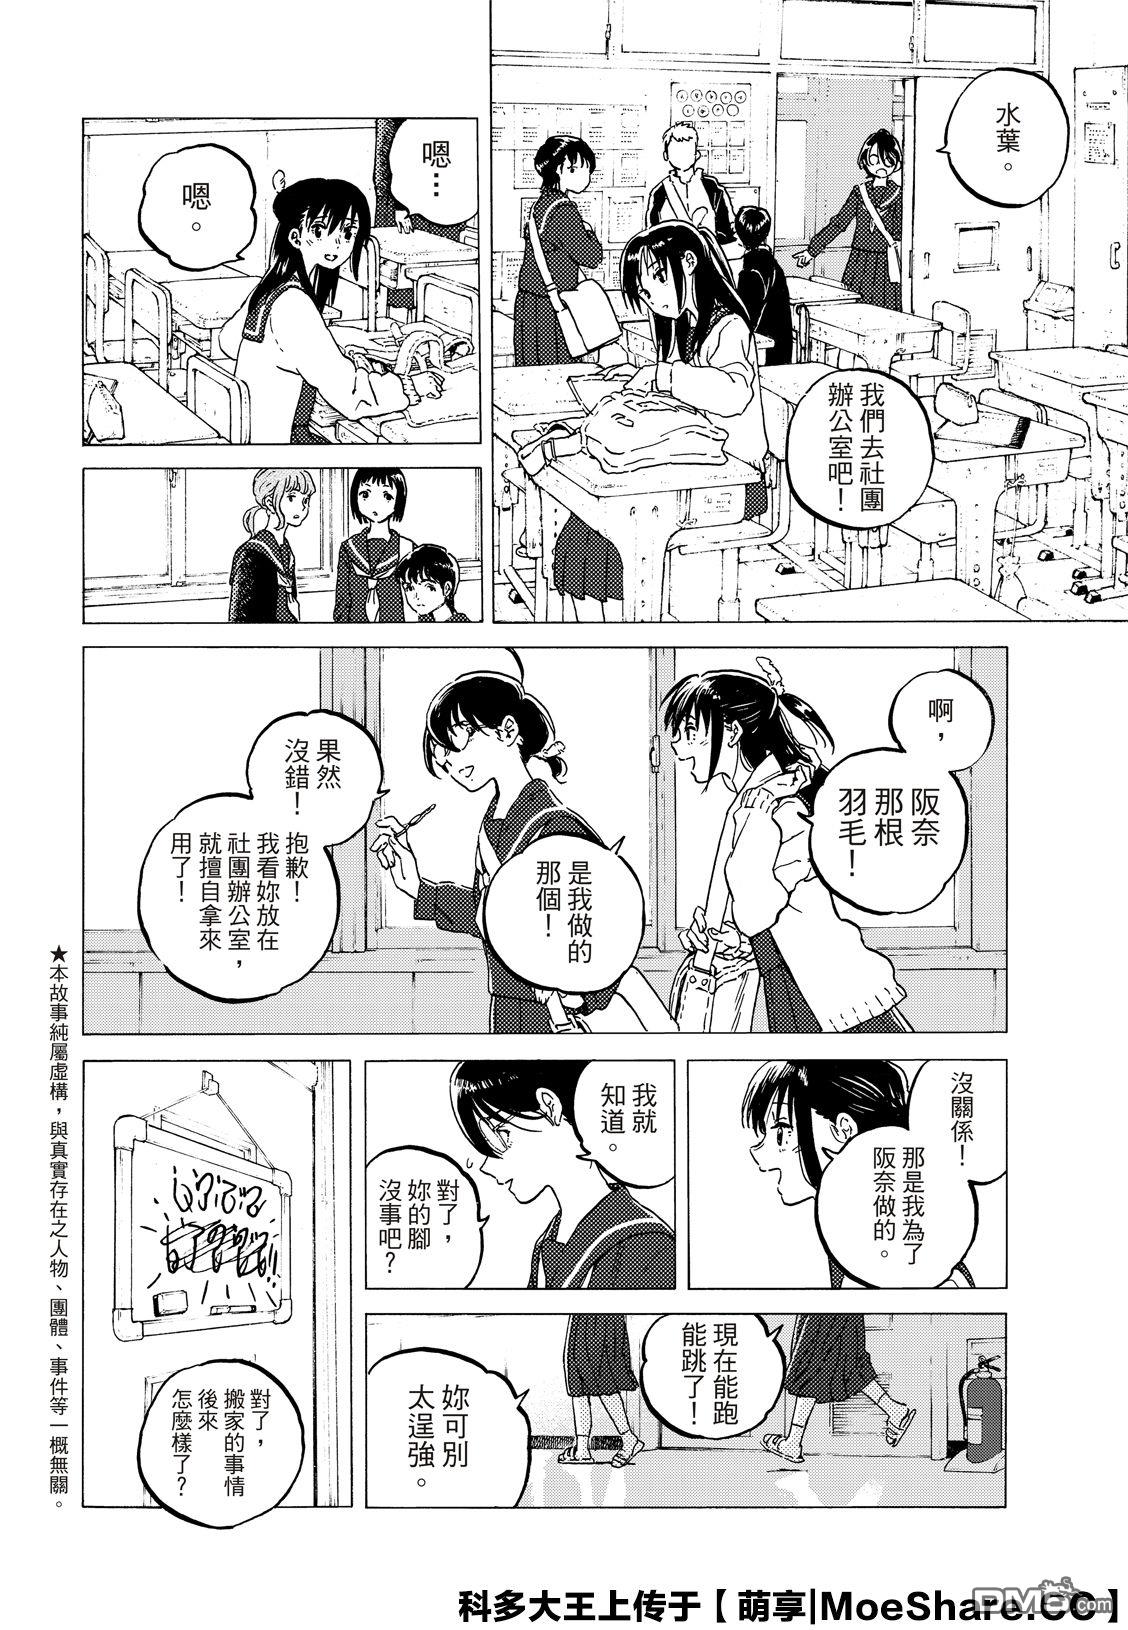 水葉。
我們去社團
辦公室吧！
嗯…
嗯。
啊，
阪奈
那根
羽毛！
是我做的
那個！
果然
沒錯！
抱歉！
我看妳放在
社團辦公室，
就擅自拿來
用了！
沒關係！
那是我為了
阪奈做的。
我就
知道。
對了，
妳的腳
沒事吧？
現在能跑
能跳了！
妳可別
太逞強。
對了，
搬家的事情
後來
怎麼樣了？
★本故事純屬虛構，與真實存在之人物、團體、事件等一概無關。
科多大王上传于【萌享|MoeShare.CC】